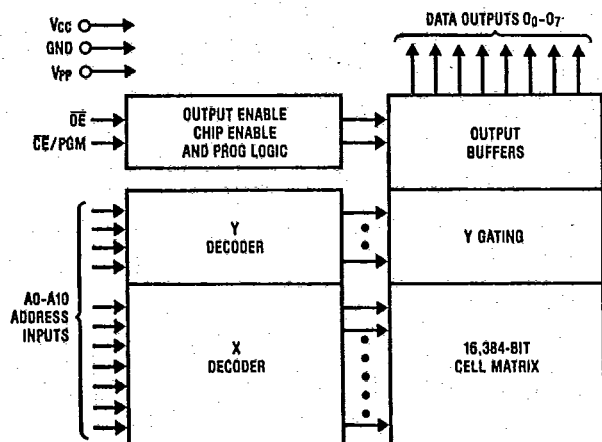 VCC
GND
VPP
DATA OUTPUTS O0-O7
OE
CE/PGM
OUTPUT ENABLE
CHIP ENABLE
AND PROG LOGIC
OUTPUT
BUFFERS
Y
DECODER
Y GATING
A0-A10
ADDRESS
INPUTS
X
DECODER
16,384-BIT
CELL MATRIX